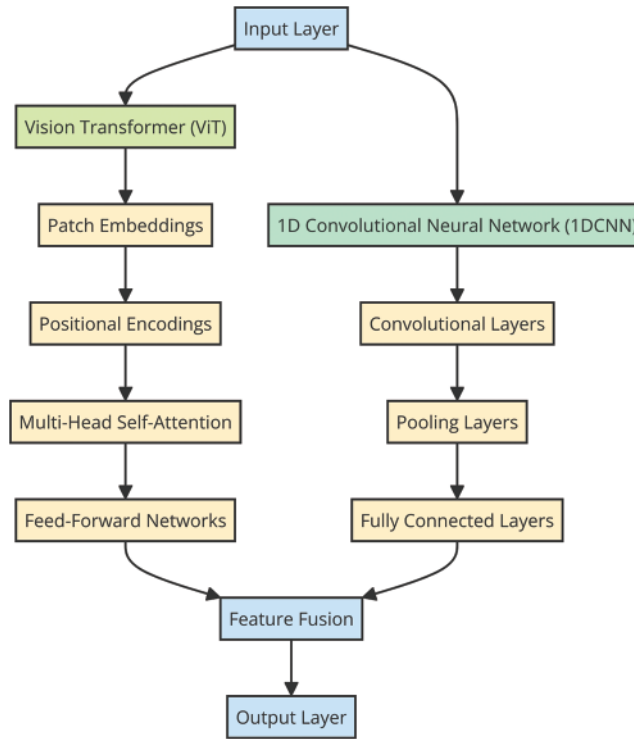 Input Layer
Vision Transformer (ViT)
Patch Embeddings
1D Convolutional Neural Network (1DCNN)
Positional Encodings
Convolutional Layers
Multi-Head Self-Attention
Pooling Layers
Feed-Forward Networks
Fully Connected Layers
Feature Fusion
Output Layer